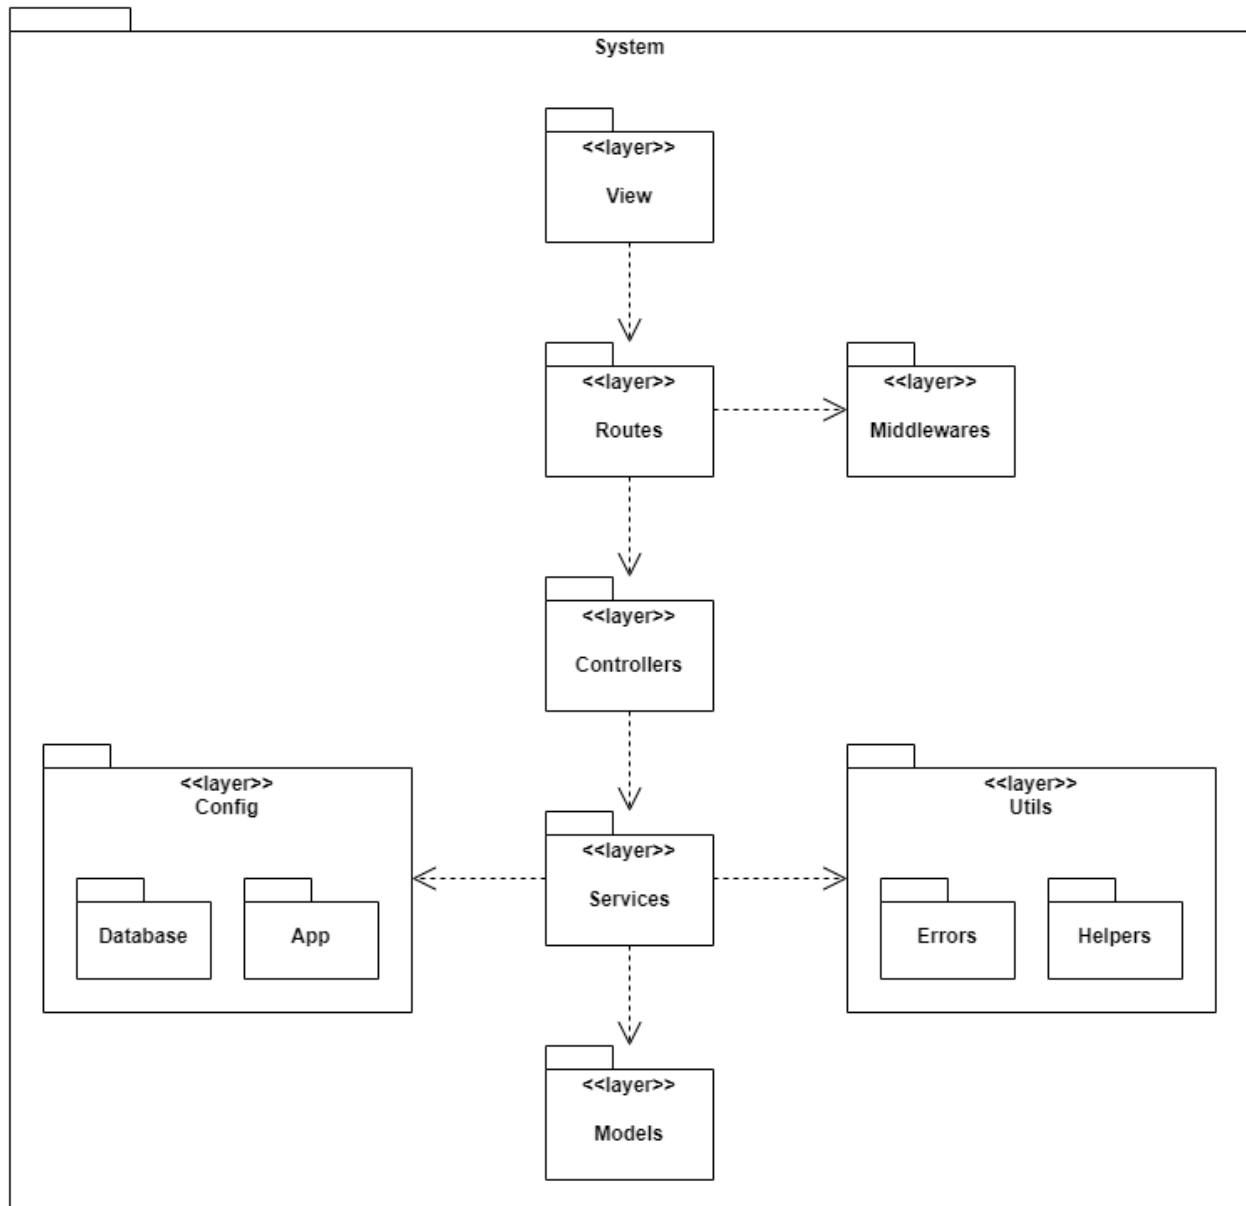 System
<<layer>>
View
<<layer>>
Routes
<<layer>>
Middlewares
<<layer>>
Controllers
<<layer>>
Config
Database
App
<<layer>>
Services
<<layer>>
Utils
Errors
Helpers
<<layer>>
Models